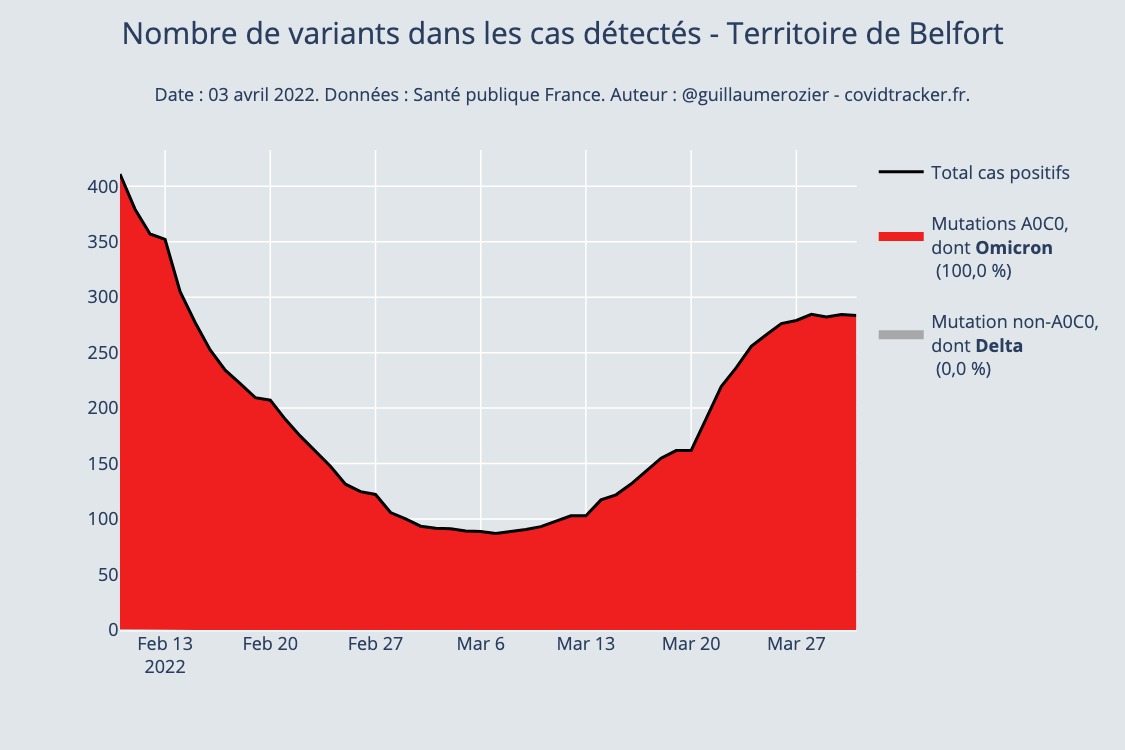 Nombre de variants dans les cas détectés - Territoire de Belfort
Date : 03 avril 2022. Données : Santé publique France. Auteur : @guillaumerozier - covidtracker.fr.
400
350
300
250
200
150
100
50
0
Feb 13
2022
Feb 20
Feb 27
Mar 6
Mar 13
Mar 20
Mar 27
Total cas positifs
Mutations A0C0,
dont Omicron
(100,0 %)
Mutation non-A0C0,
dont Delta
(0,0 %)